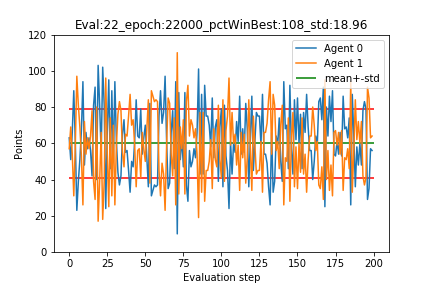 Eval:22_epoch:22000_pctWinBest:108_std:18.96
120
100
80
60
40
20
0
Points
Agent 0
Agent 1
mean+-std
0 25 50 75 100 125 150 175 200
Evaluation step